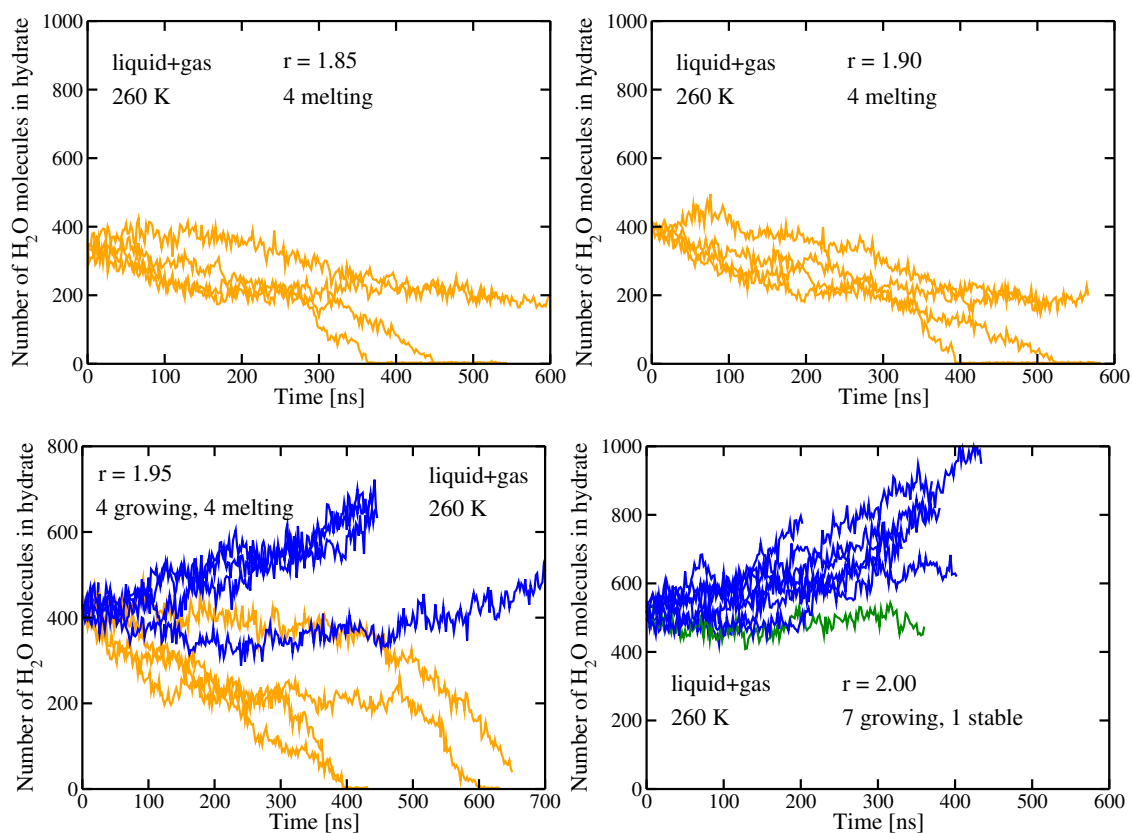 1000
800
600
400
200
0
Number of H₂O molecules in hydrate
liquid+gas r = 1.85
260 K 4 melting
0 100 200 300 400 500 600
Time [ns]
1000
800
600
400
200
0
Number of H₂O molecules in hydrate
liquid+gas r = 1.90
260 K 4 melting
0 100 200 300 400 500 600
Time [ns]
800
600
400
200
0
Number of H₂O molecules in hydrate
r = 1.95 liquid+gas
4 growing, 4 melting 260 K
0 100 200 300 400 500 600 700
Time [ns]
1000
800
600
400
200
0
Number of H₂O molecules in hydrate
liquid+gas r = 2.00
260 K 7 growing, 1 stable
0 100 200 300 400 500 600
Time [ns]